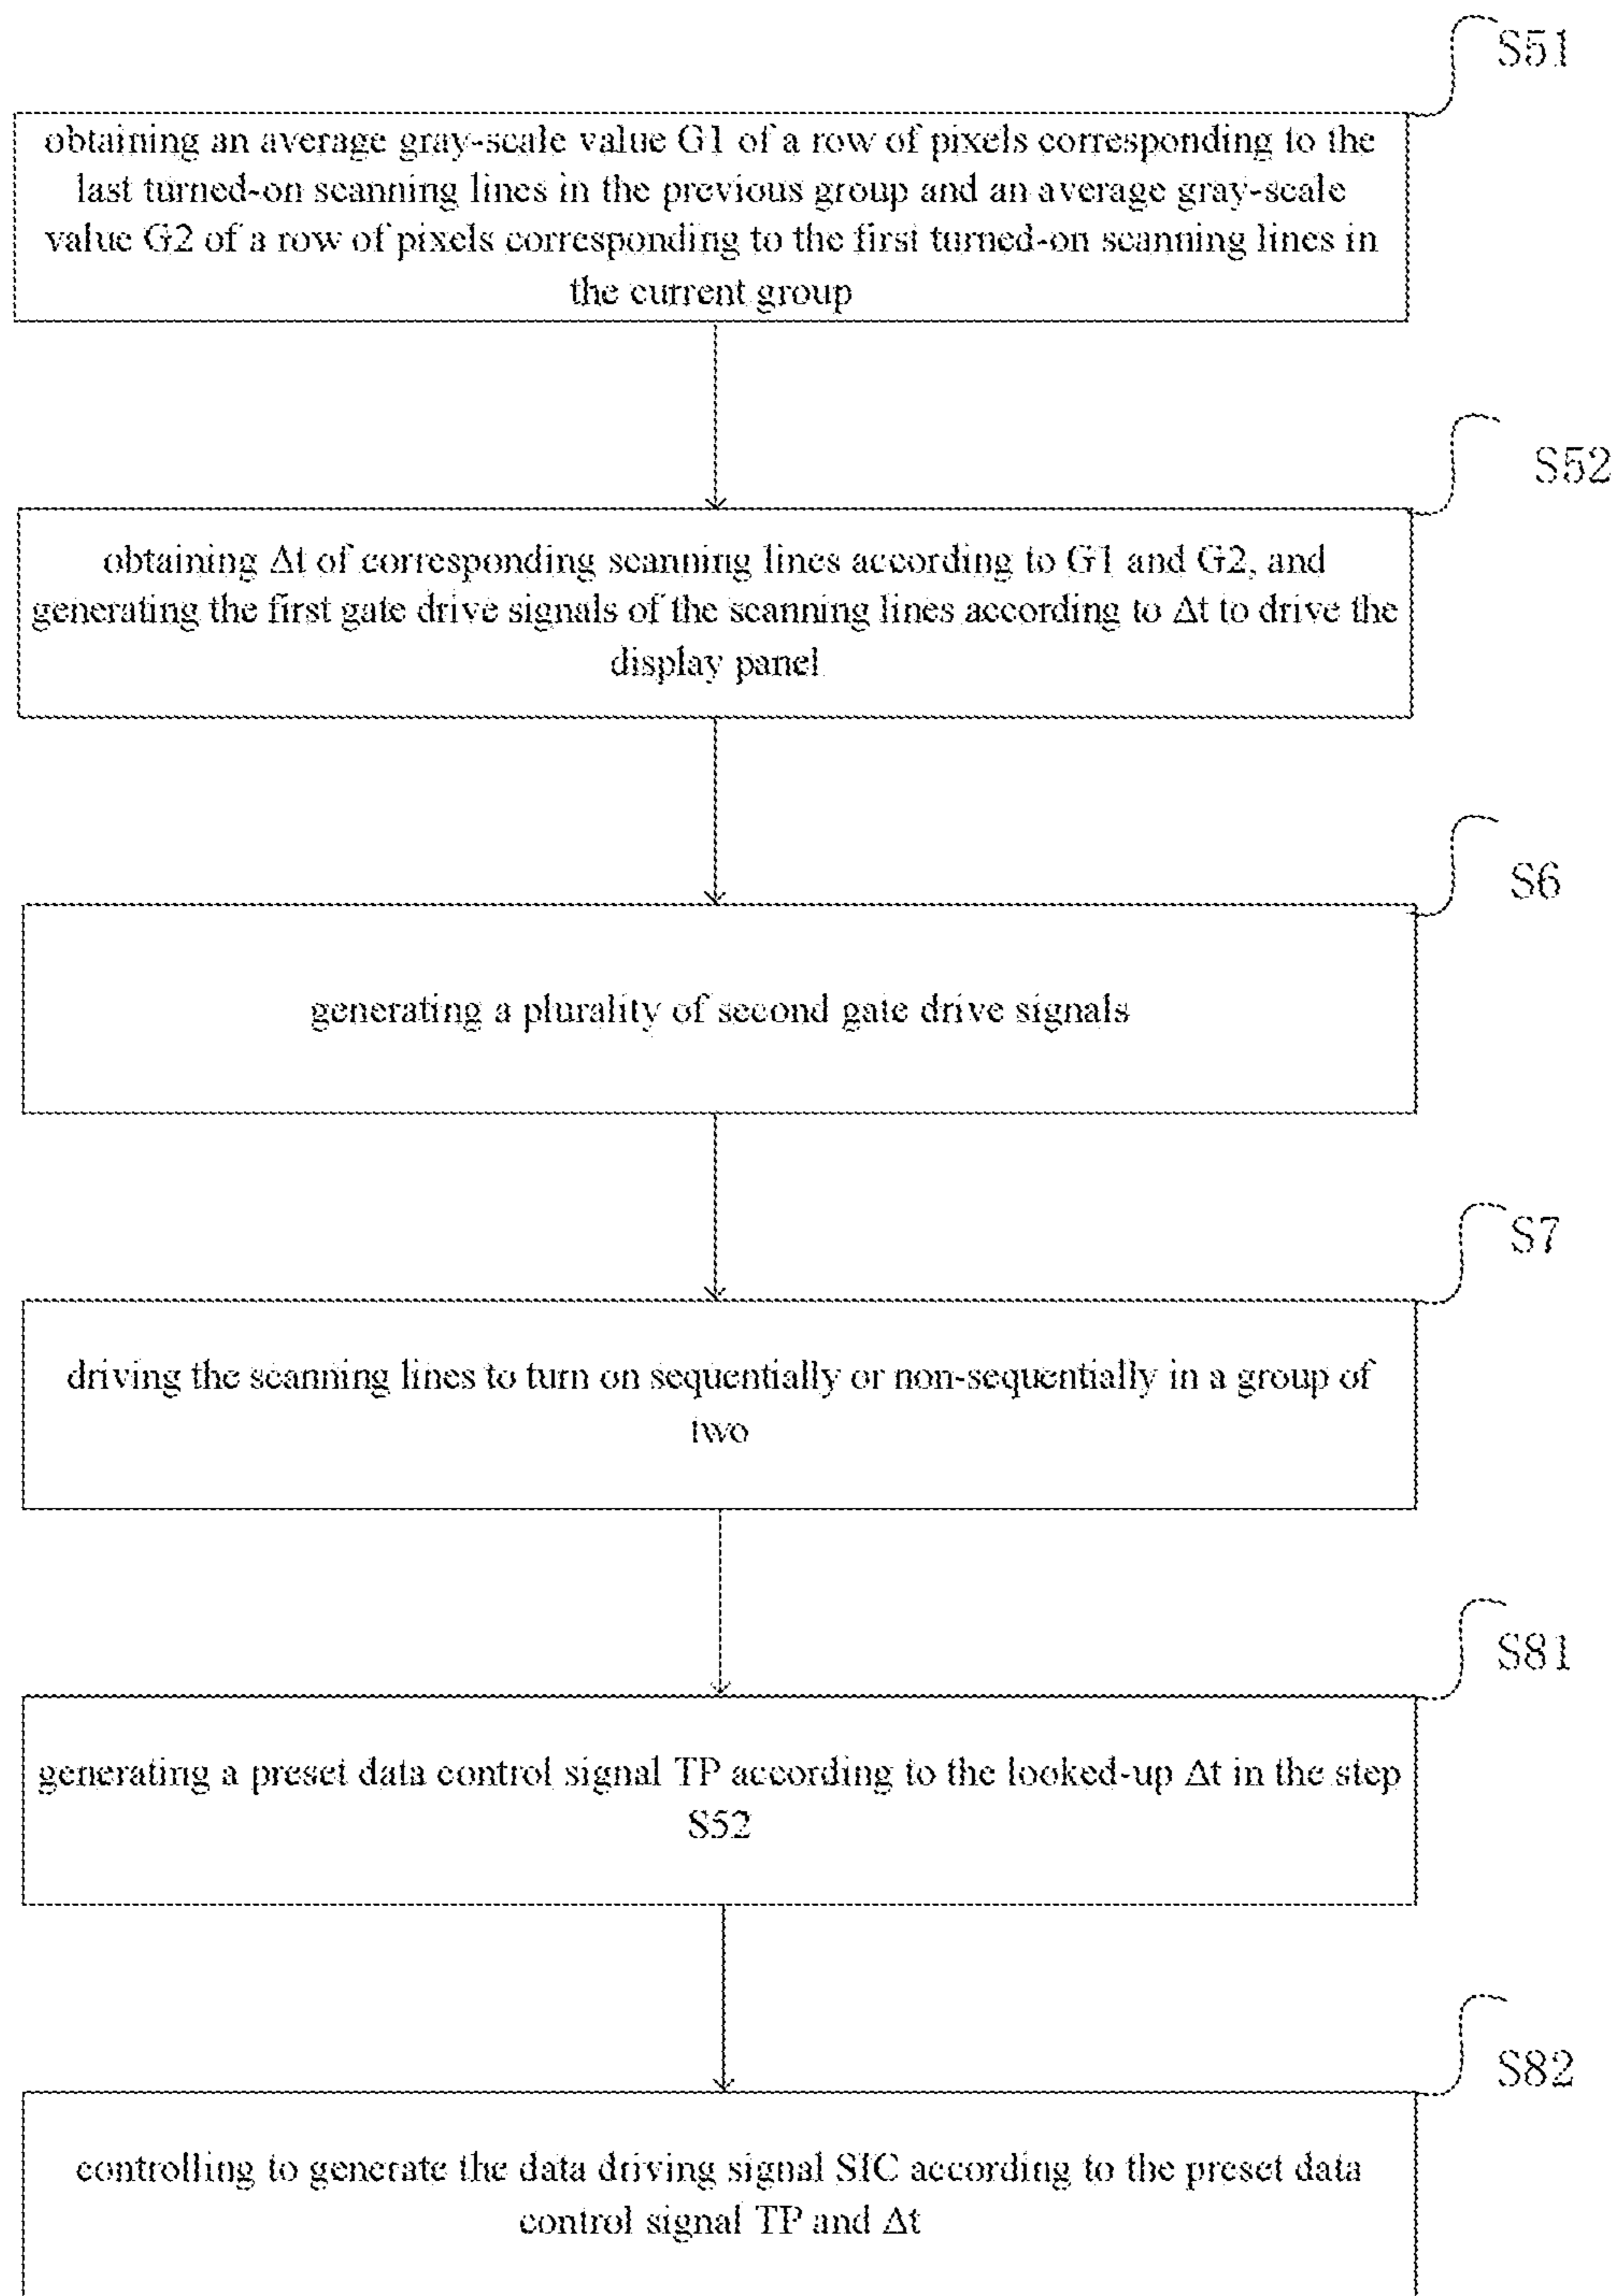 S51
obtaining an average gray-scale value G1 of a row of pixels corresponding to the
last turned-on scanning lines in the previous group and an average gray-scale
value G2 of a row of pixels corresponding to the first turned-on scanning lines in
the current group
S52
obtaining Δt of corresponding scanning lines according to G1 and G2, and
generating the first gate drive signals of the scanning lines according to Δt to drive the
display panel
S6
generating a plurality of second gate drive signals
S7
driving the scanning lines to turn on sequentially or non-sequentially in a group of
two
S81
generating a preset data control signal TP according to the looked-up Δt in the step
S52
S82
controlling to generate the data driving signal SIC according to the preset data
control signal TP and Δt